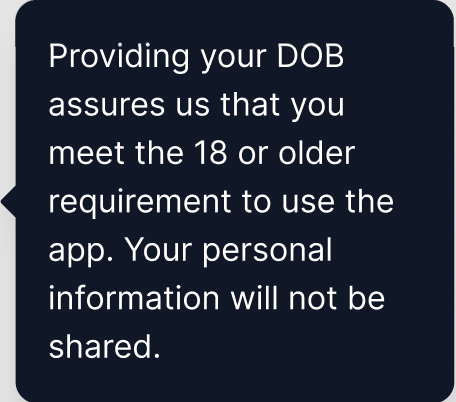 Providing your DOB
assures us that you
meet the 18 or older
requirement to use the
app. Your personal
information will not be
shared.